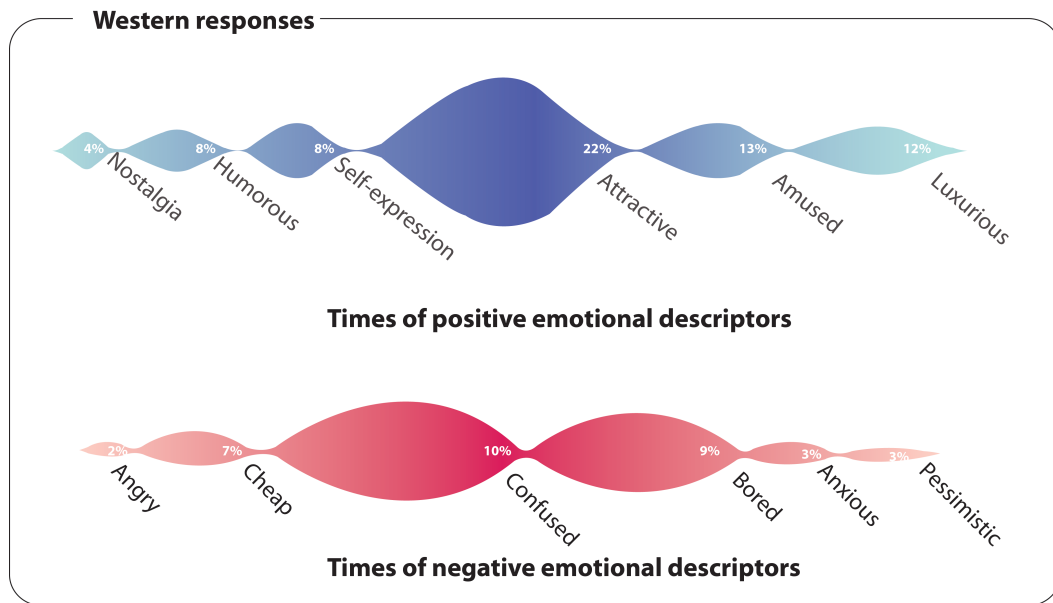 Western responses
4% 8% 8% 22% 13% 12%
Nostalgia
Humorous
Self-expression
Attractive
Amused
Luxurious
Times of positive emotional descriptors
2% 7% 10% 9% 3% 3%
Angry
Cheap
Confused
Bored
Anxious
Pessimistic
Times of negative emotional descriptors